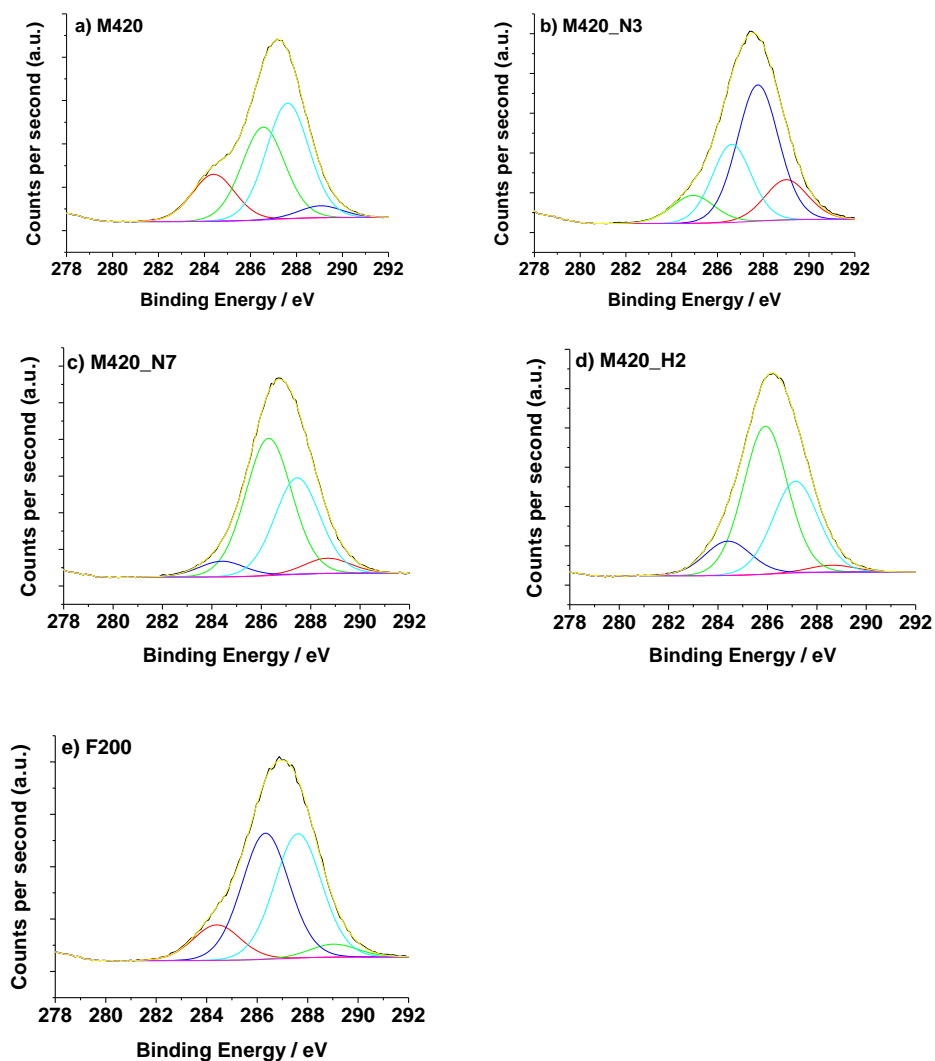 a) M420
Counts per second (a.u.)
278 280 282 284 286 288 290 292
Binding Energy / eV
b) M420_N3
Counts per second (a.u.)
278 280 282 284 286 288 290 292
Binding Energy / eV
c) M420_N7
Counts per second (a.u.)
278 280 282 284 286 288 290 292
Binding Energy / eV
d) M420_H2
Counts per second (a.u.)
278 280 282 284 286 288 290 292
Binding Energy / eV
e) F200
Counts per second (a.u.)
278 280 282 284 286 288 290 292
Binding Energy / eV